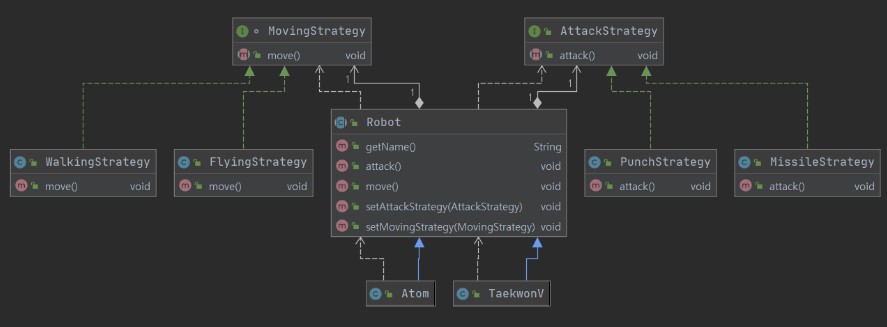 MovingStrategy
move() void
AttackStrategy
attack() void
1
1
1
1
Robot
getName() String
attack() void
move() void
setAttackStrategy(AttackStrategy) void
setMovingStrategy(MovingStrategy) void
WalkingStrategy
move() void
FlyingStrategy
move() void
PunchStrategy
attack() void
MissileStrategy
attack() void
Atom
TaekwonV